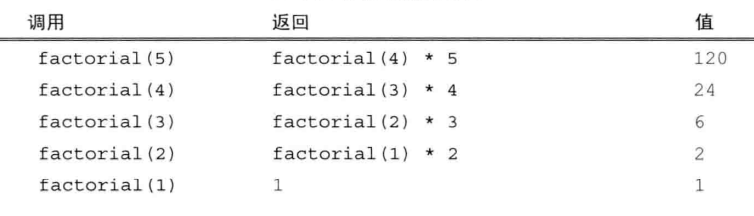 调用 返回 值
factorial(5) factorial(4) * 5 120
factorial(4) factorial(3) * 4 24
factorial(3) factorial(2) * 3 6
factorial(2) factorial(1) * 2 2
factorial(1) 1 1